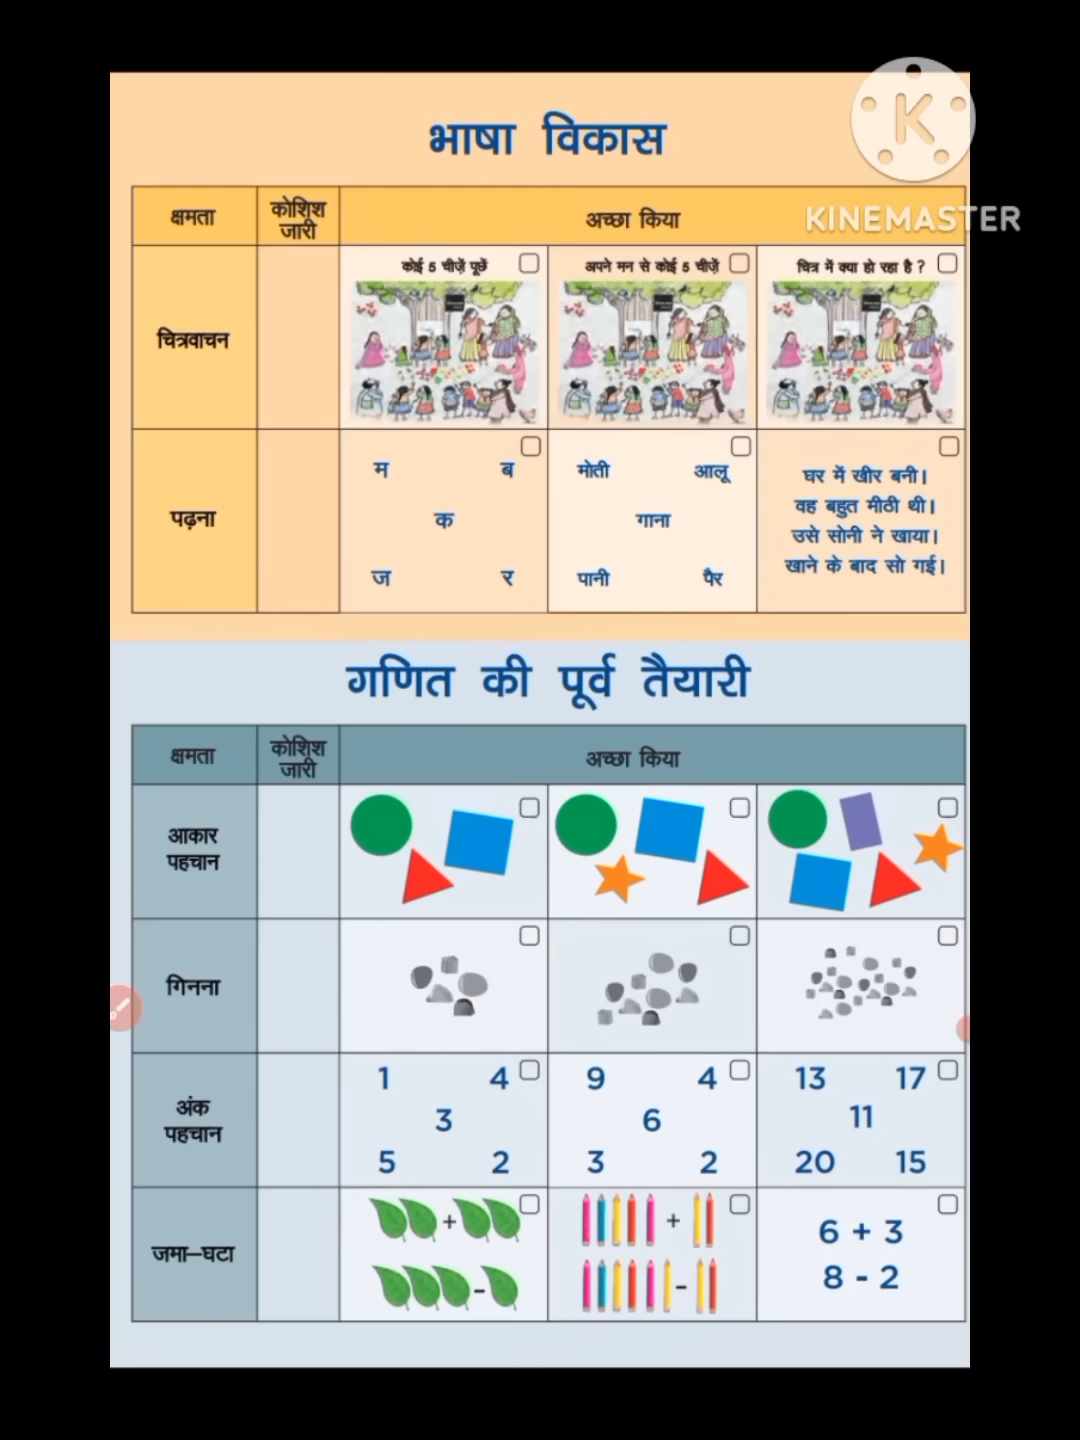 भाषा विकास
KINEMASTER
क्षमता
कोशिश
जारी
अच्छा किया
चित्रवाचन
कोई 5 चीज़ें पूछें
अपने मन से कोई 5 चीज़ें
चित्र में क्या हो रहा है ?
पढ़ना
म ब
क
ज र
मोती आलू
गाना
पानी पैर
घर में खीर बनी।
वह बहुत मीठी थी।
उसे सोनी ने खाया।
खाने के बाद सो गई।
गणित की पूर्व तैयारी
क्षमता
कोशिश
जारी
अच्छा किया
आकार
पहचान
गिनना
अंक
पहचान
1 4
3
5 2
9 4
6
3 2
13 17
11
20 15
जमा–घटा
+
-
+
-
6 + 3
8 - 2